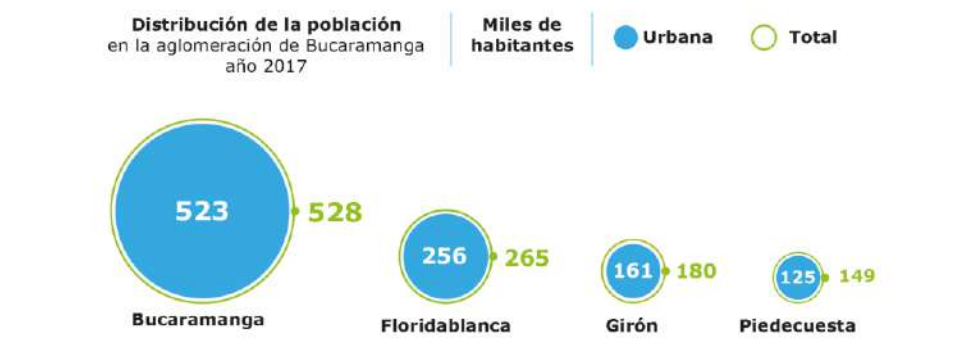 Distribución de la población
en la aglomeración de Bucaramanga
año 2017
Miles de
habitantes
Urbana
Total
523
528
Bucaramanga
256
265
Floridablanca
161
180
Girón
125
149
Piedecuesta